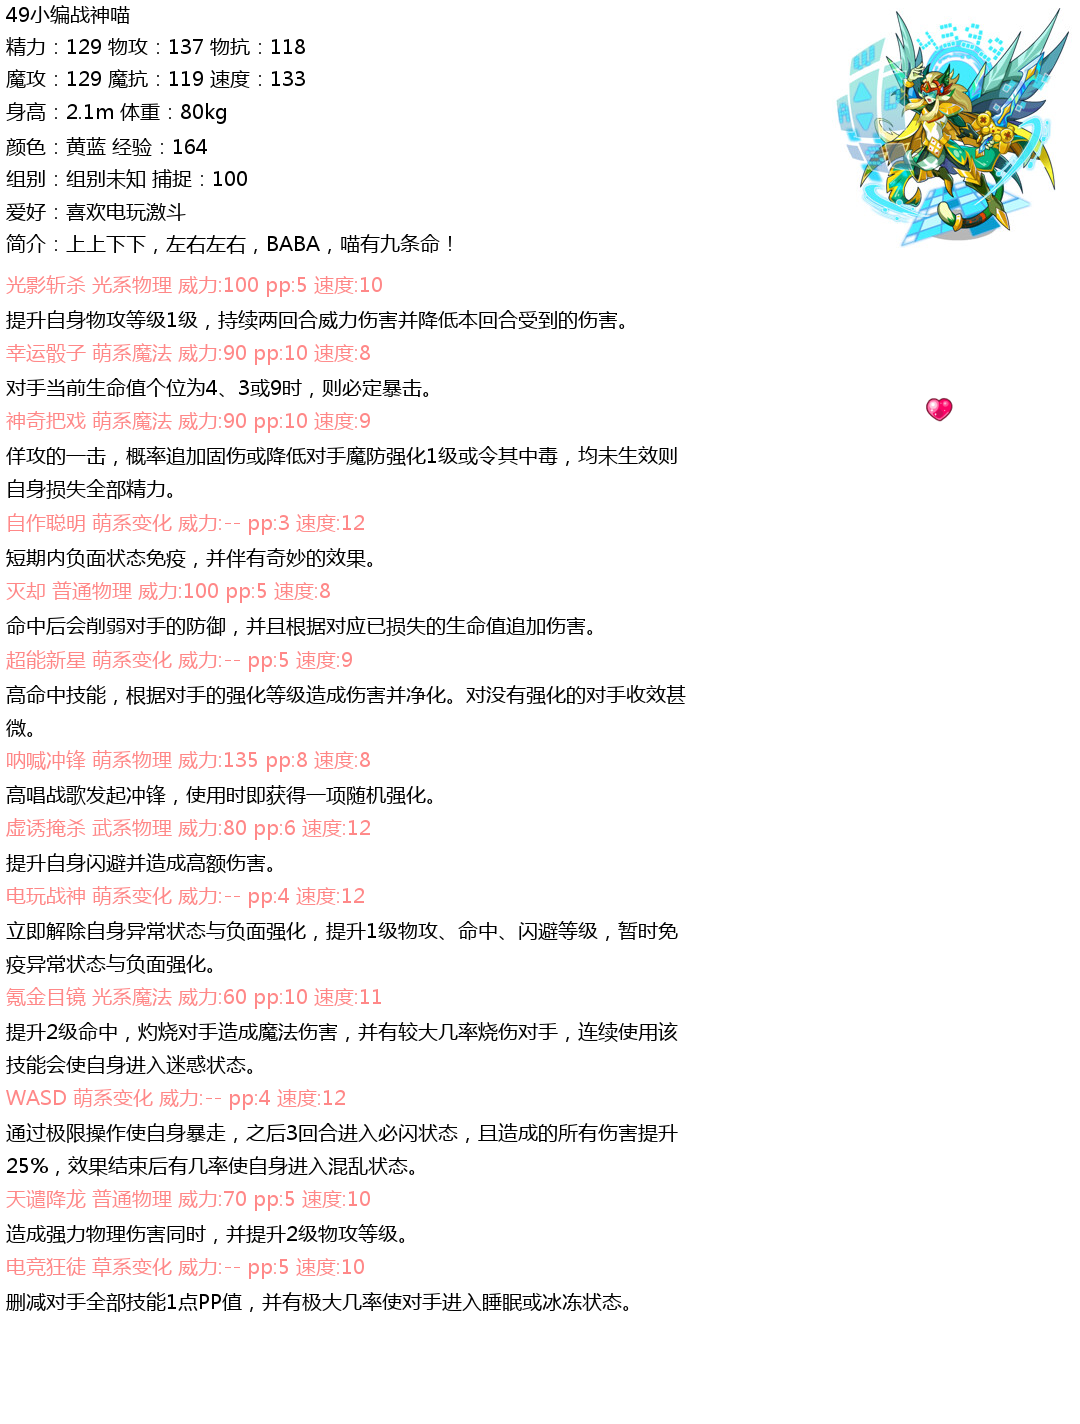 49小编战神喵
精力：129 物攻：137 物抗：118
魔攻：129 魔抗：119 速度：133
身高：2.1m 体重：80kg
颜色：黄蓝 经验：164
组别：组别未知 捕捉：100
爱好：喜欢电玩激斗
简介：上上下下，左右左右，BABA，喵有九条命！
光影斩杀 光系物理 威力:100 pp:5 速度:10
提升自身物攻等级1级，持续两回合威力伤害并降低本回合受到的伤害。
幸运骰子 萌系魔法 威力:90 pp:10 速度:8
对手当前生命值个位为4、3或9时，则必定暴击。
神奇把戏 萌系魔法 威力:90 pp:10 速度:9
佯攻的一击，概率追加固伤或降低对手魔防强化1级或令其中毒，均未生效则
自身损失全部精力。
自作聪明 萌系变化 威力:-- pp:3 速度:12
短期内负面状态免疫，并伴有奇妙的效果。
灭却 普通物理 威力:100 pp:5 速度:8
命中后会削弱对手的防御，并且根据对应已损失的生命值追加伤害。
超能新星 萌系变化 威力:-- pp:5 速度:9
高命中技能，根据对手的强化等级造成伤害并净化。对没有强化的对手收效甚
微。
呐喊冲锋 萌系物理 威力:135 pp:8 速度:8
高唱战歌发起冲锋，使用时即获得一项随机强化。
虚诱掩杀 武系物理 威力:80 pp:6 速度:12
提升自身闪避并造成高额伤害。
电玩战神 萌系变化 威力:-- pp:4 速度:12
立即解除自身异常状态与负面强化，提升1级物攻、命中、闪避等级，暂时免
疫异常状态与负面强化。
氪金目镜 光系魔法 威力:60 pp:10 速度:11
提升2级命中，灼烧对手造成魔法伤害，并有较大几率烧伤对手，连续使用该
技能会使自身进入迷惑状态。
WASD 萌系变化 威力:-- pp:4 速度:12
通过极限操作使自身暴走，之后3回合进入必闪状态，且造成的所有伤害提升
25%，效果结束后有几率使自身进入混乱状态。
天谴降龙 普通物理 威力:70 pp:5 速度:10
造成强力物理伤害同时，并提升2级物攻等级。
电竞狂徒 草系变化 威力:-- pp:5 速度:10
删减对手全部技能1点PP值，并有极大几率使对手进入睡眠或冰冻状态。